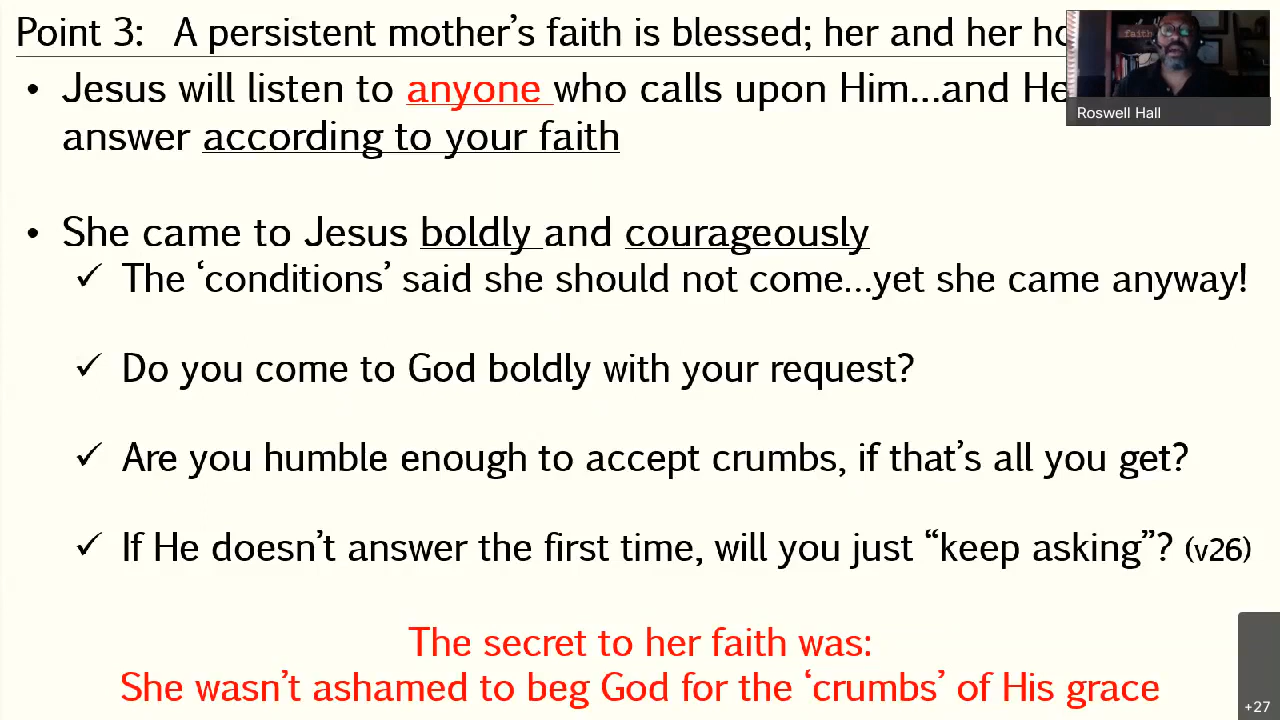 Point 3: A persistent mother’s faith is blessed; her and her
• Jesus will listen to anyone who calls upon Him...and He
answer according to your faith
• She came to Jesus boldly and courageously
✓ The ‘conditions’ said she should not come...yet she came anyway!
✓ Do you come to God boldly with your request?
✓ Are you humble enough to accept crumbs, if that’s all you get?
✓ If He doesn’t answer the first time, will you just “keep asking”? (v26)
The secret to her faith was:
She wasn’t ashamed to beg God for the ‘crumbs’ of His grace
faith
Roswell Hall
+27